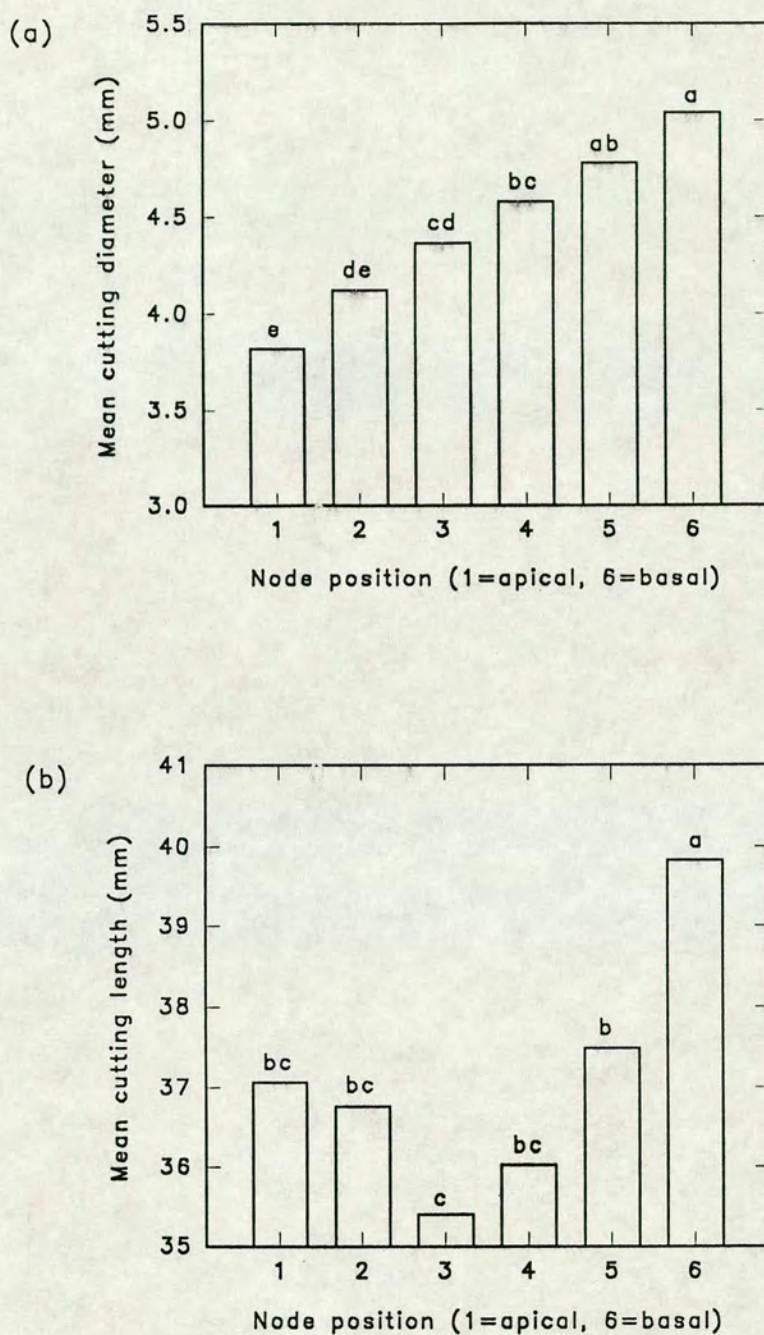 (a)
5.5
5.0
4.5
4.0
3.5
3.0
Mean cutting diameter (mm)
e
de
cd
bc
ab
a
1 2 3 4 5 6
Node position (1=apical, 6=basal)
(b)
41
40
39
38
37
36
35
Mean cutting length (mm)
bc
bc
c
bc
b
a
1 2 3 4 5 6
Node position (1=apical, 6=basal)